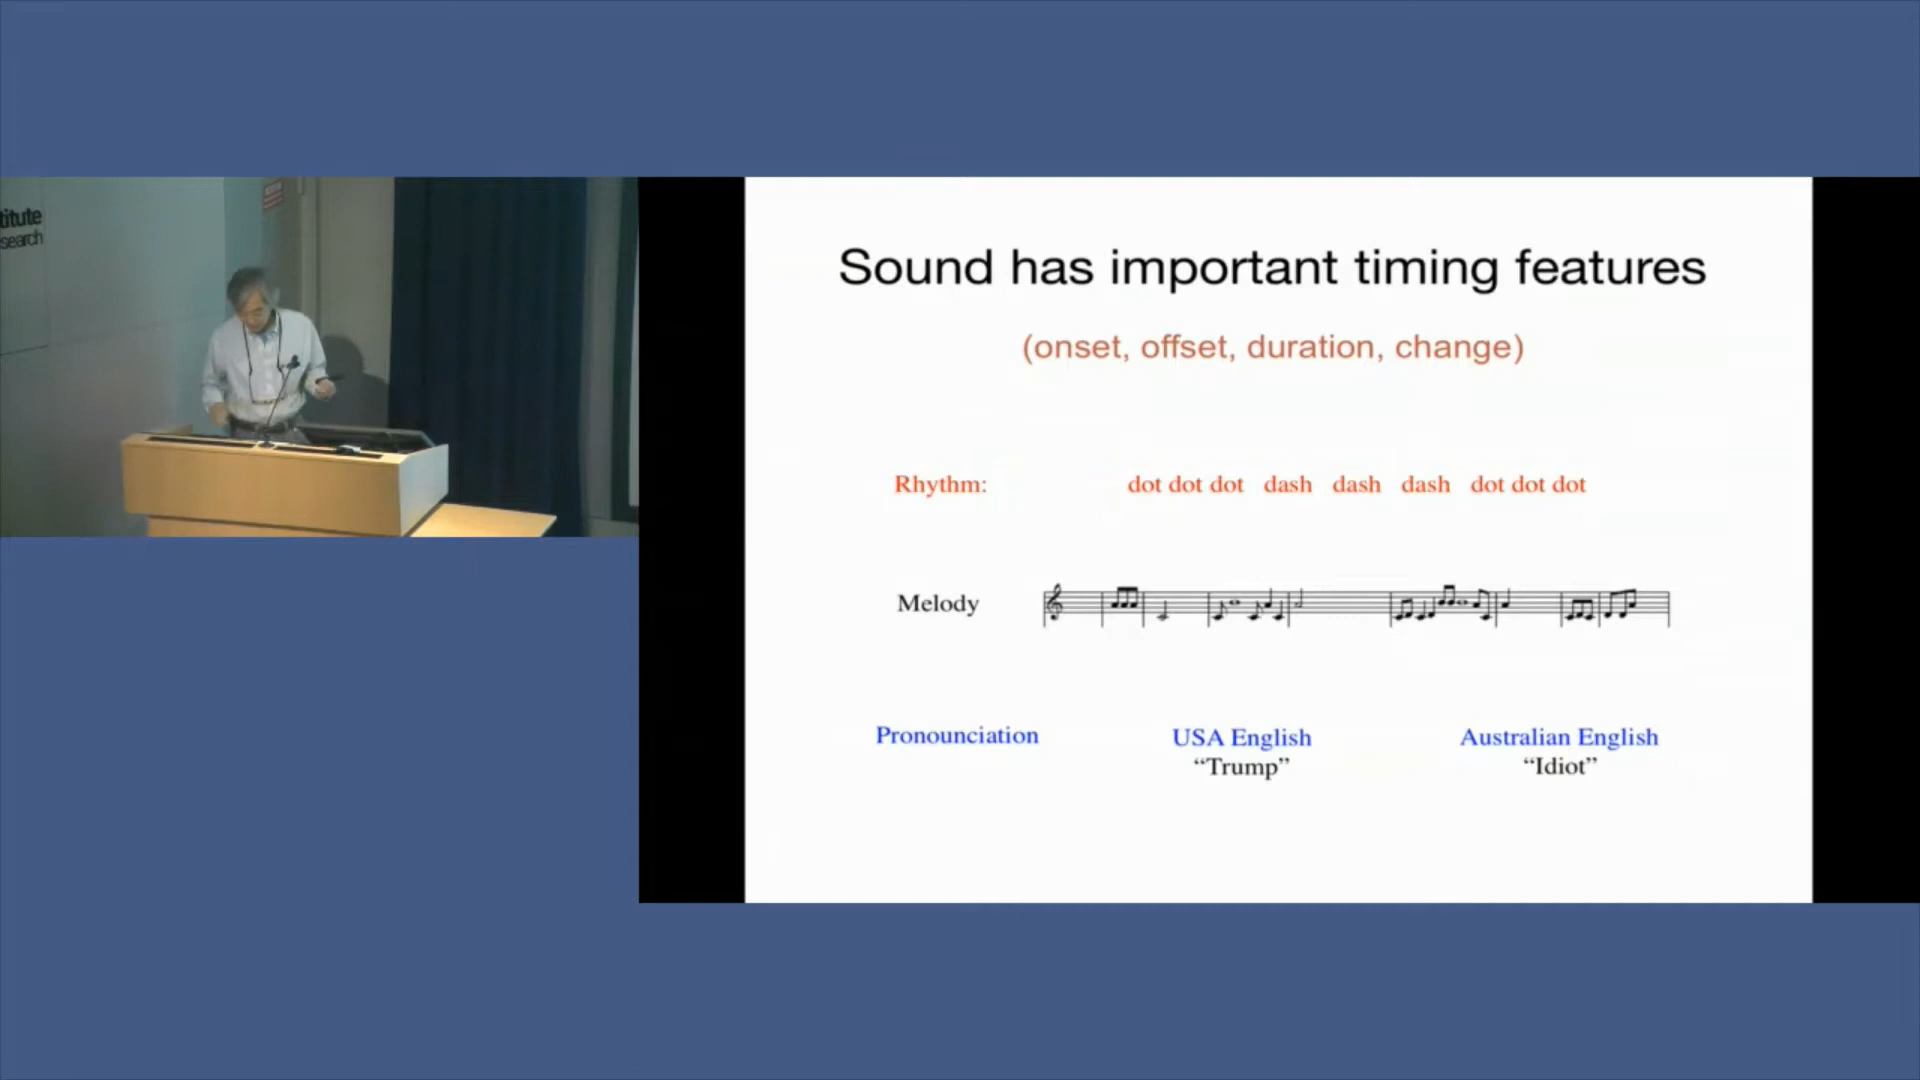 titute
search
Sound has important timing features
(onset, offset, duration, change)
Rhythm: dot dot dot dash dash dash dot dot dot
Melody
Pronounciation USA English Australian English
“Trump” “Idiot”